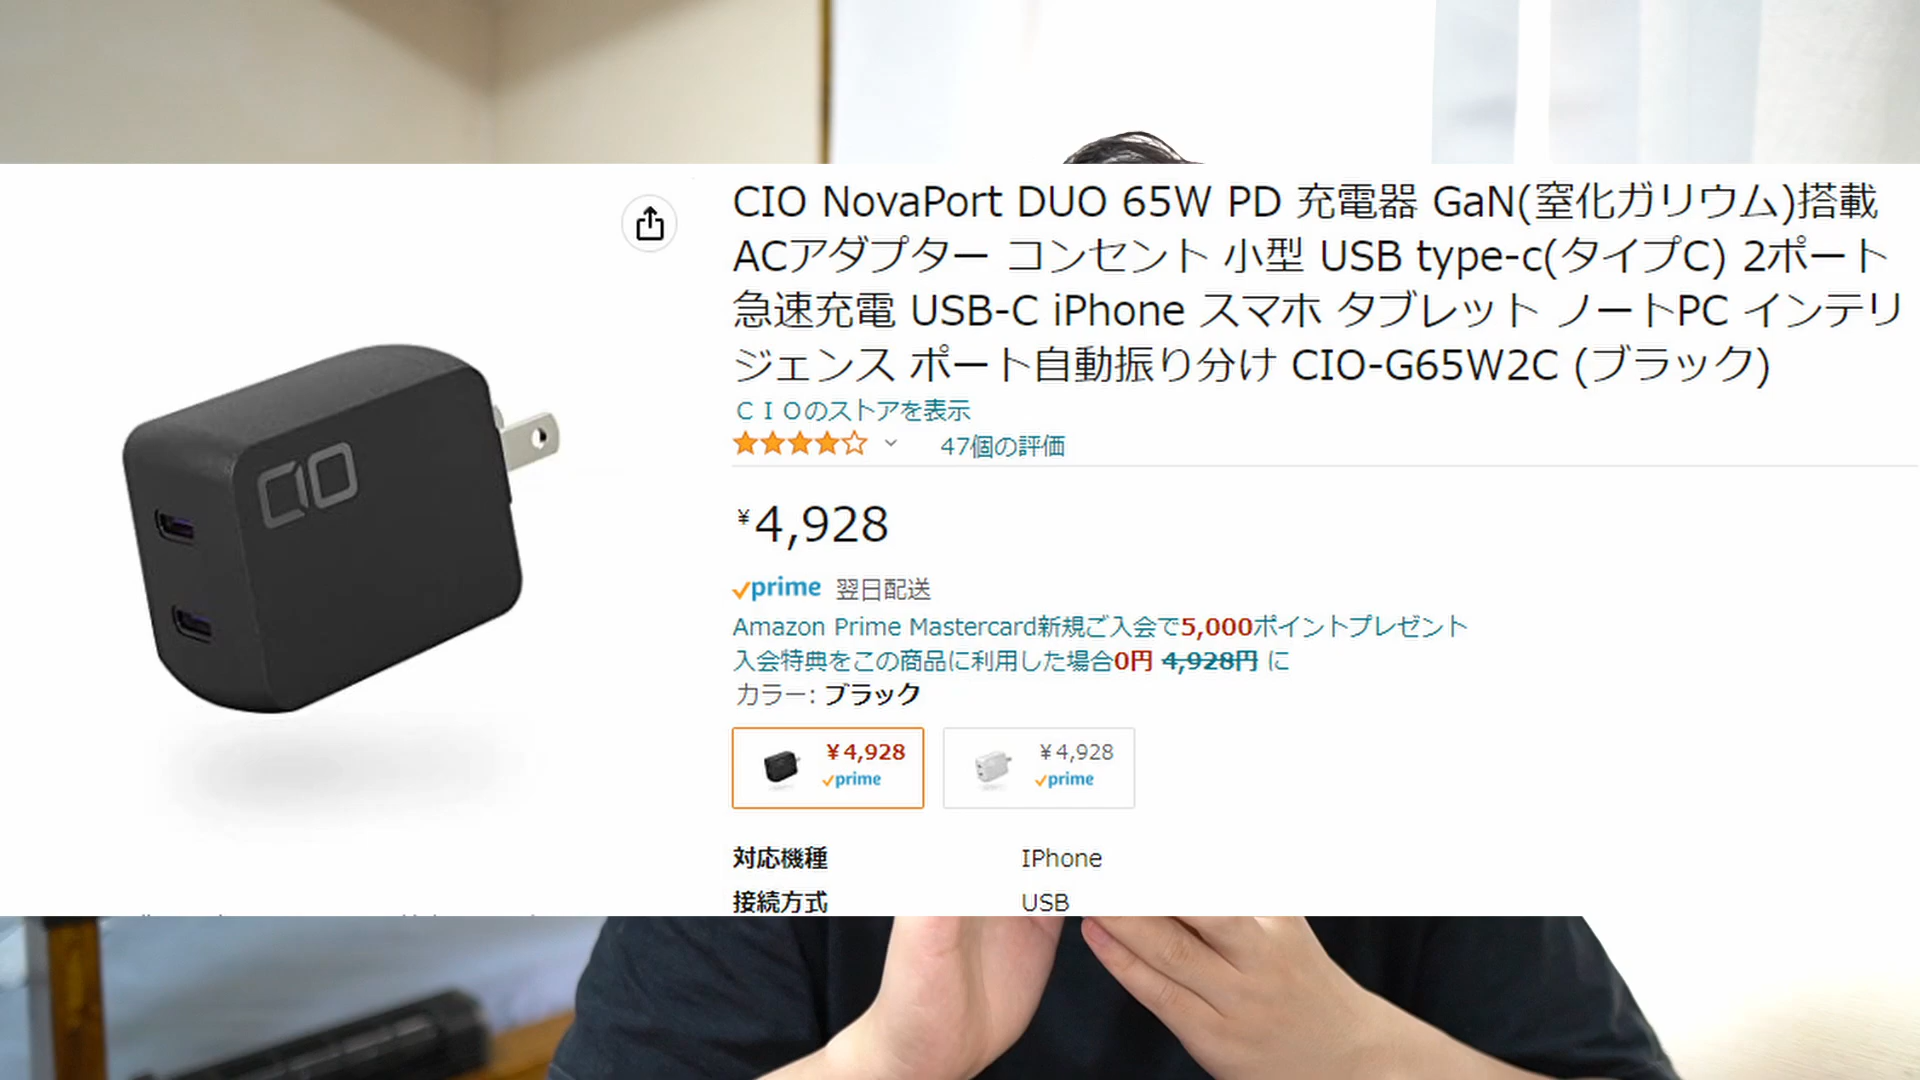 CIO
CIO NovaPort DUO 65W PD 充電器 GaN(窒化ガリウム)搭載
ACアダプター コンセント 小型 USB type-c(タイプC) 2ポート
急速充電 USB-C iPhone スマホ タブレット ノートPC インテリ
ジェンス ポート自動振り分け CIO-G65W2C (ブラック)
ＣＩＯのストアを表示
47個の評価
¥4,928
prime 翌日配送
Amazon Prime Mastercard新規ご入会で5,000ポイントプレゼント
入会特典をこの商品に利用した場合0円 4,928円 に
カラー: ブラック
¥4,928
prime
¥4,928
prime
対応機種 IPhone
接続方式 USB